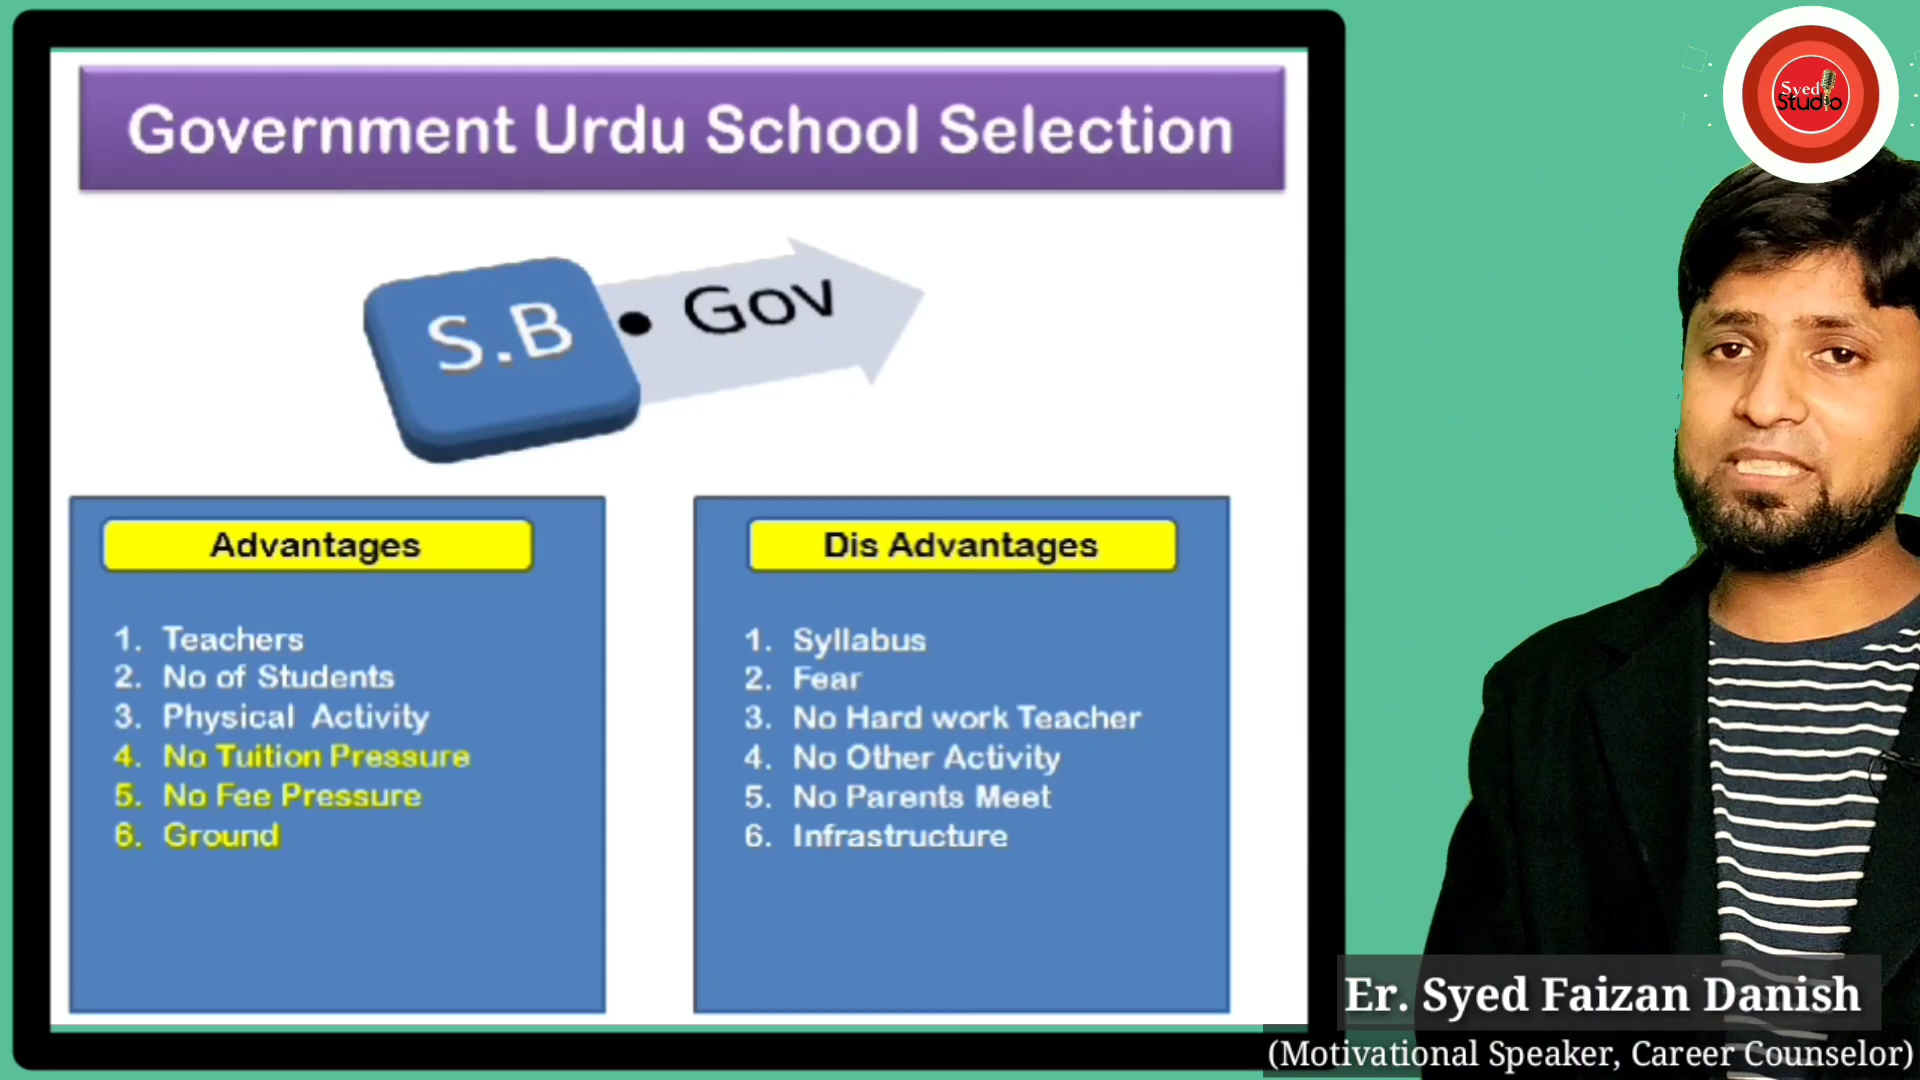 Government Urdu School Selection
Syed
Studio
S.B
• Gov
Advantages
1. Teachers
2. No of Students
3. Physical Activity
4. No Tuition Pressure
5. No Fee Pressure
6. Ground
Dis Advantages
1. Syllabus
2. Fear
3. No Hard work Teacher
4. No Other Activity
5. No Parents Meet
6. Infrastructure
Er. Syed Faizan Danish
(Motivational Speaker, Career Counselor)